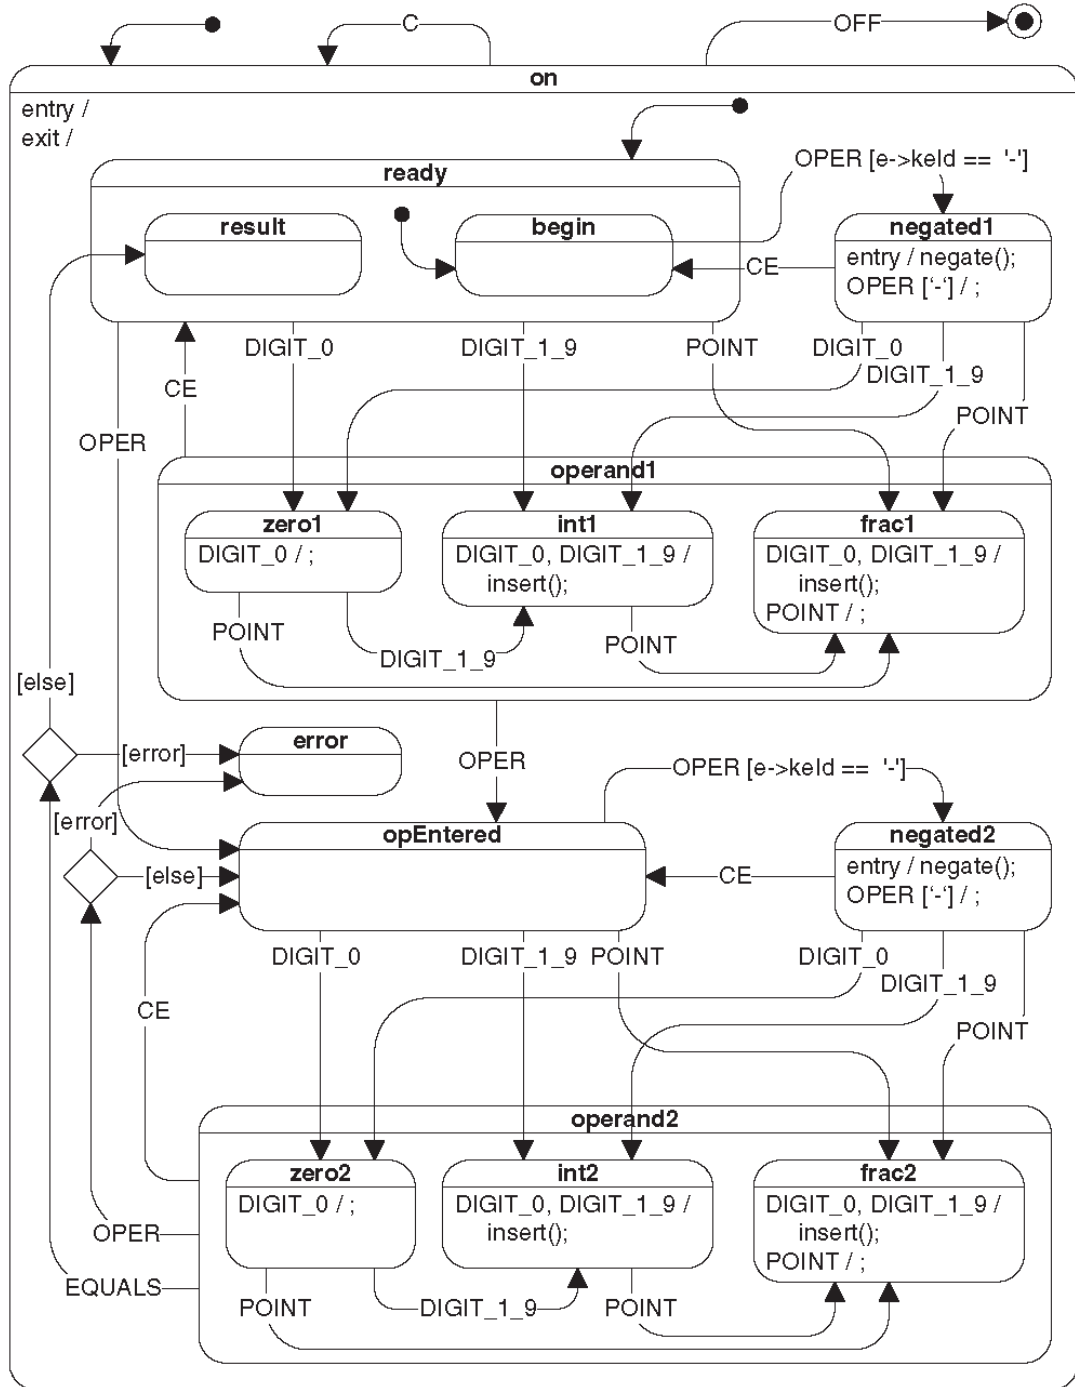 C
OFF
on
entry /
exit /
ready
OPER [e->keId == '-']
result
begin
negated1
entry / negate();
OPER ['-'] / ;
CE
DIGIT_0
DIGIT_1_9
POINT
DIGIT_0
DIGIT_1_9
CE
POINT
OPER
operand1
zero1
DIGIT_0 / ;
int1
DIGIT_0, DIGIT_1_9 /
insert();
frac1
DIGIT_0, DIGIT_1_9 /
insert();
POINT / ;
POINT
DIGIT_1_9
POINT
[else]
[error]
error
OPER
OPER [e->keId == '-']
[error]
opEntered
negated2
entry / negate();
OPER ['-'] / ;
[else]
CE
DIGIT_0
DIGIT_1_9
POINT
DIGIT_0
DIGIT_1_9
CE
POINT
operand2
zero2
DIGIT_0 / ;
int2
DIGIT_0, DIGIT_1_9 /
insert();
frac2
DIGIT_0, DIGIT_1_9 /
insert();
POINT / ;
OPER
EQUALS
POINT
DIGIT_1_9
POINT